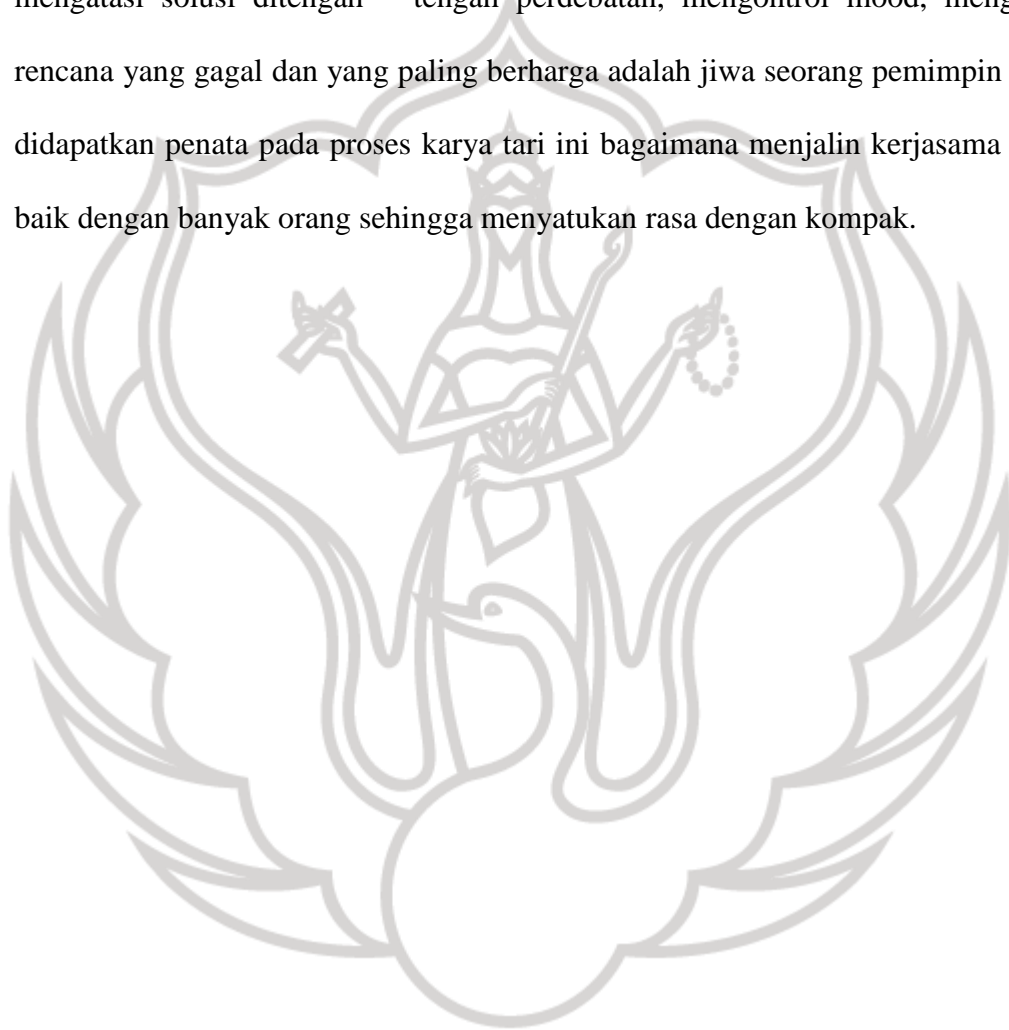 mengatasi solusi ditengah – tengah perdebatan, mengontrol mood, meng
rencana yang gagal dan yang paling berharga adalah jiwa seorang pemimpin
didapatkan penata pada proses karya tari ini bagaimana menjalin kerjasama
baik dengan banyak orang sehingga menyatukan rasa dengan kompak.